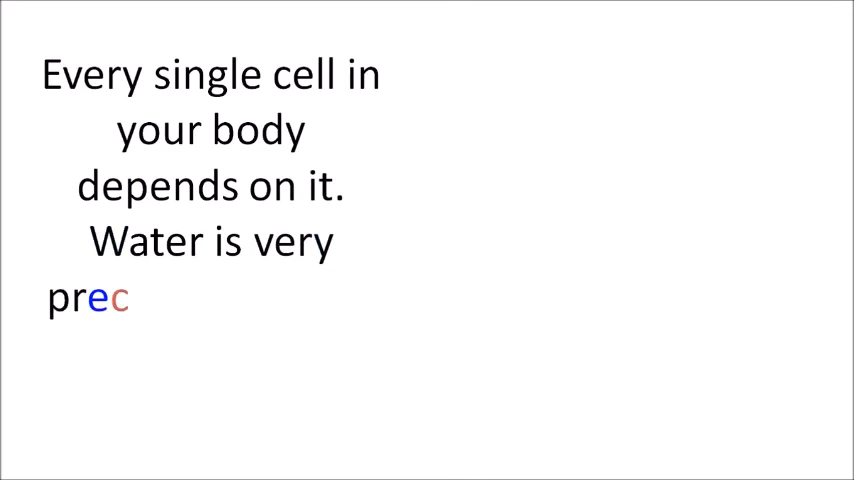 Every single cell in
your body
depends on it.
Water is very
prec